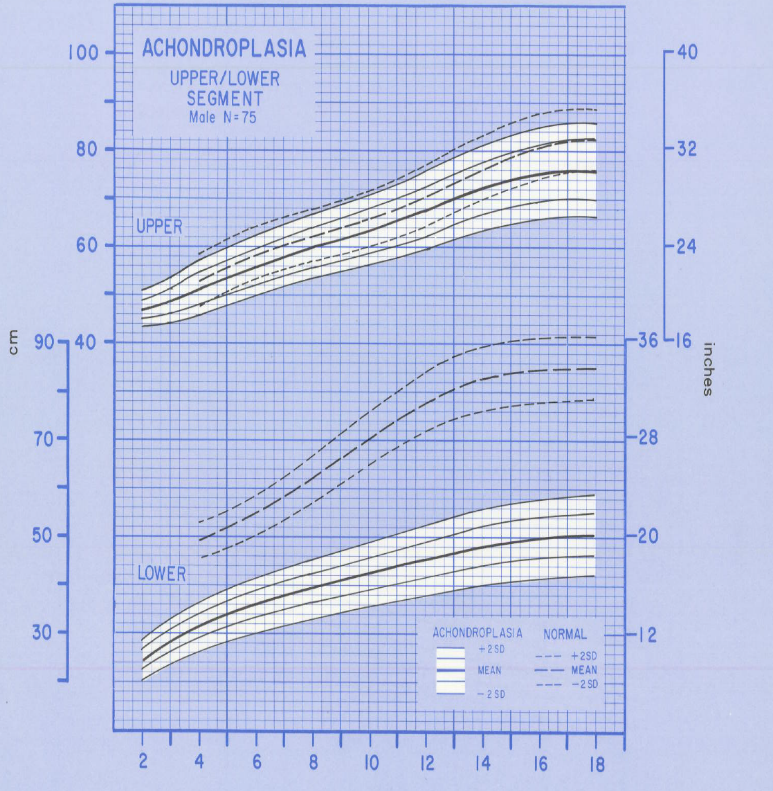 ACHONDROPLASIA
UPPER/LOWER
SEGMENT
Male N=75
100
80
60
40
cm
90
70
50
30
UPPER
LOWER
40
32
24
16
inches
36
28
20
12
ACHONDROPLASIA NORMAL
+2SD
MEAN
-2SD
--- +2SD
— — MEAN
--- -2SD
2 4 6 8 10 12 14 16 18